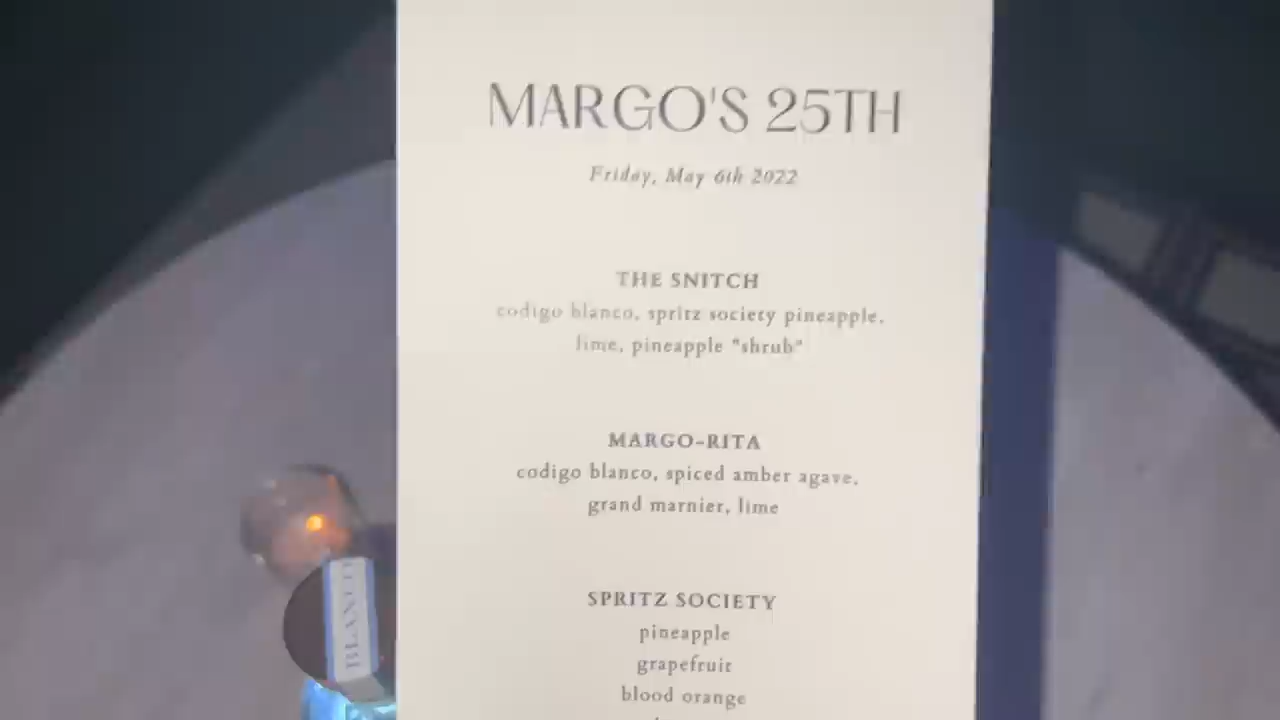 MARGO'S 25TH
Friday, May 6th 2022
THE SNITCH
codigo blanco, spritz society pineapple,
lime, pineapple "shrub"
MARGO-RITA
codigo blanco, spiced amber agave,
grand marnier, lime
SPRITZ SOCIETY
pineapple
grapefruit
blood orange
BLANCO